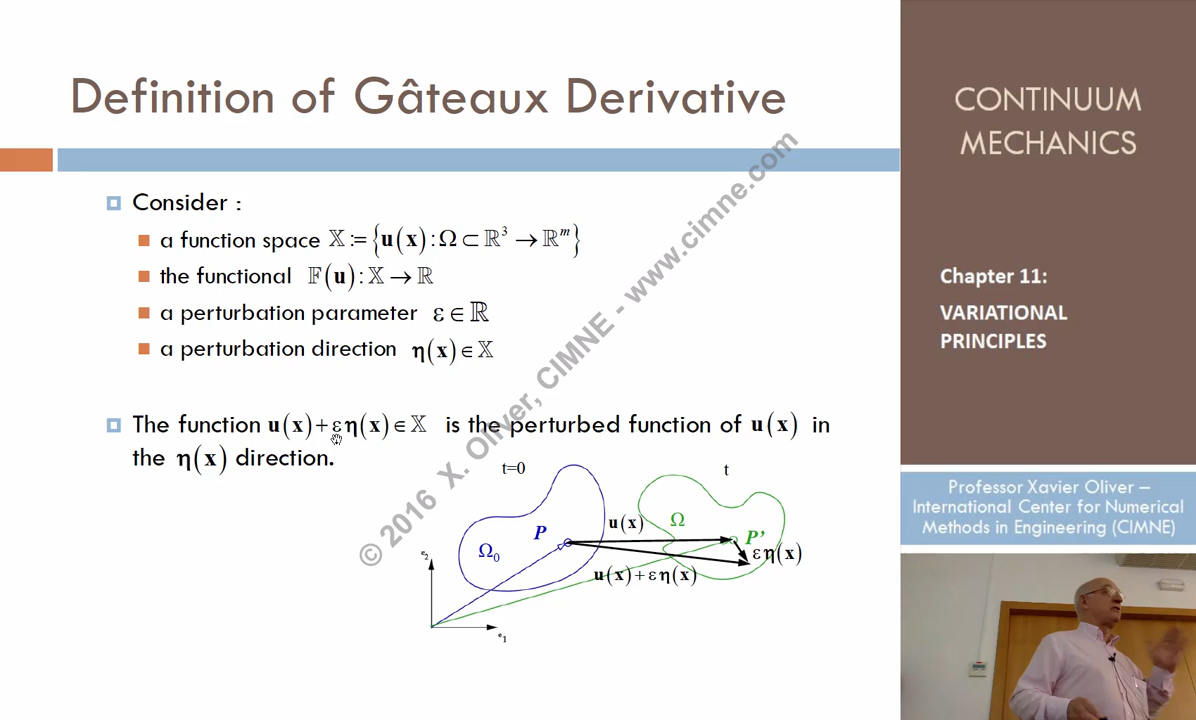 Definition of Gâteaux Derivative
Consider :
a function space 𝕏:={u(x):Ω⊂ℝ³→ℝᵐ}
the functional 𝔽(u):𝕏→ℝ
a perturbation parameter ε∈ℝ
a perturbation direction η(x)∈𝕏
The function u(x)+εη(x)∈𝕏 is the perturbed function of u(x) in
the η(x) direction.
t=0
t
P
u(x)
Ω
P'
Ω₀
εη(x)
u(x)+εη(x)
e₂
e₁
© 2016 X. Oliver, CIMNE - www.cimne.com
CONTINUUM
MECHANICS
Chapter 11:
VARIATIONAL
PRINCIPLES
Professor Xavier Oliver –
International Center for Numerical
Methods in Engineering (CIMNE)